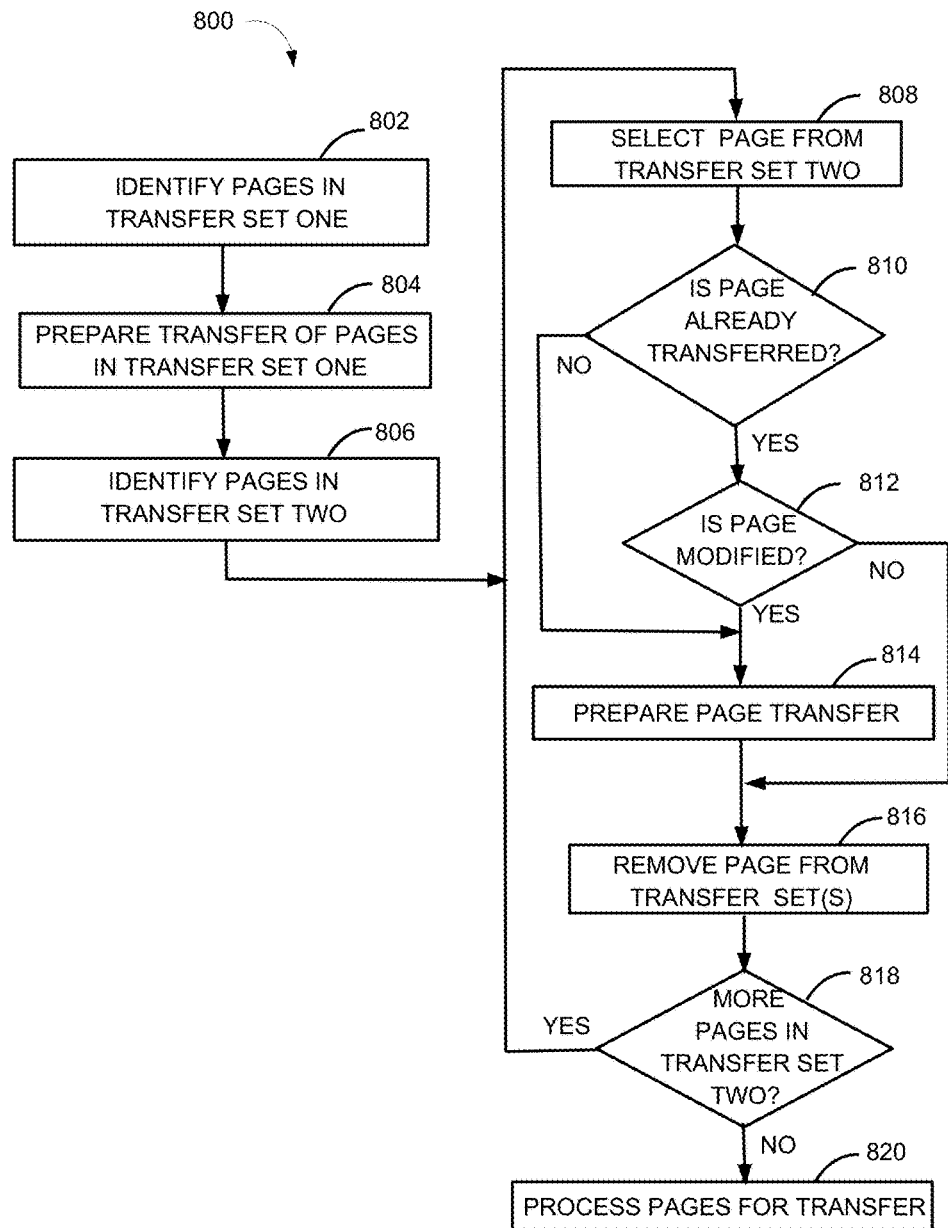 800
802
IDENTIFY PAGES IN
TRANSFER SET ONE
804
PREPARE TRANSFER OF PAGES
IN TRANSFER SET ONE
806
IDENTIFY PAGES IN
TRANSFER SET TWO
808
SELECT PAGE FROM
TRANSFER SET TWO
810
IS PAGE
ALREADY
TRANSFERRED?
NO
YES
812
IS PAGE
MODIFIED?
NO
YES
814
PREPARE PAGE TRANSFER
816
REMOVE PAGE FROM
TRANSFER SET(S)
818
MORE
PAGES IN
TRANSFER SET
TWO?
YES
NO
820
PROCESS PAGES FOR TRANSFER